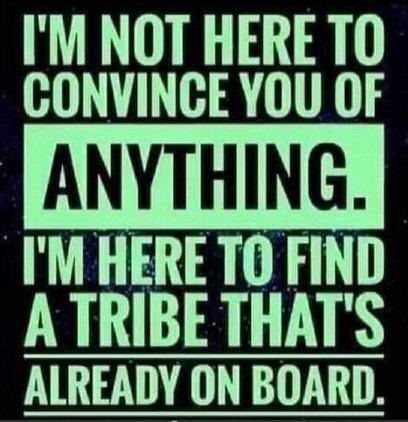 I'M NOT HERE TO
CONVINCE YOU OF
ANYTHING.
I'M HERE TO FIND
A TRIBE THAT'S
ALREADY ON BOARD.